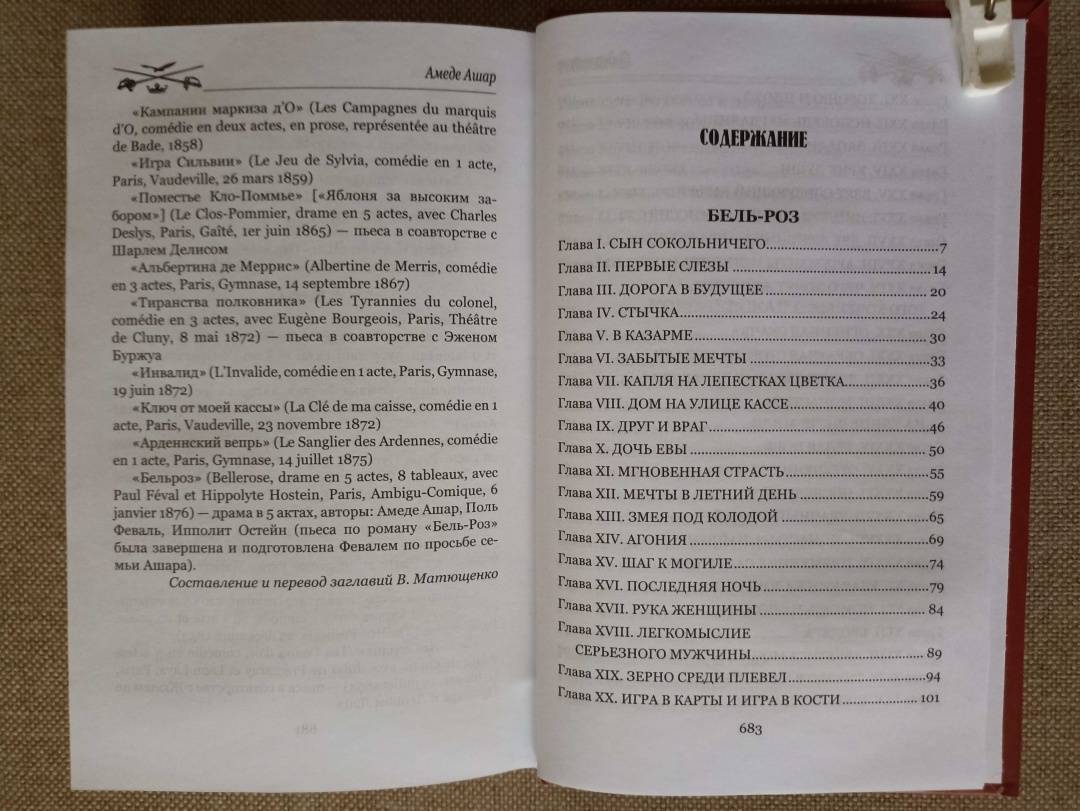 Амеде Ашар
«Кампании маркиза д'О» (Les Campagnes du marquis
d'O, comédie en deux actes, en prose, représentée au théâtre
de Bade, 1858)
«Игра Сильвии» (Le Jeu de Sylvia, comédie en 1 acte,
Paris, Vaudeville, 26 mars 1859)
«Поместье Кло-Поммье» [«Яблоня за высоким за-
бором»] (Le Clos-Pommier, drame en 5 actes, avec Charles
Deslys, Paris, Gaîté, 1er juin 1865) — пьеса в соавторстве с
Шарлем Делисом
«Альбертина де Меррис» (Albertine de Merris, comédie
en 3 actes, Paris, Gymnase, 14 septembre 1867)
«Тиранства полковника» (Les Tyrannies du colonel,
comédie en 3 actes, avec Eugène Bourgeois, Paris, Théâtre
de Cluny, 8 mai 1872) — пьеса в соавторстве с Эженом
Буржуа
«Инвалид» (L'Invalide, comédie en 1 acte, Paris, Gymnase,
19 juin 1872)
«Ключ от моей кассы» (La Clé de ma caisse, comédie en 1
acte, Paris, Vaudeville, 23 novembre 1872)
«Арденнский вепрь» (Le Sanglier des Ardennes, comédie
en 1 acte, Paris, Gymnase, 14 juillet 1875)
«Бельроз» (Bellerose, drame en 5 actes, 8 tableaux, avec
Paul Féval et Hippolyte Hostein, Paris, Ambigu-Comique, 6
janvier 1876) — драма в 5 актах, авторы: Амеде Ашар, Поль
Феваль, Ипполит Остейн (пьеса по роману «Бель-Роз»
была завершена и подготовлена Февалем по просьбе се-
мьи Ашара).
Составление и перевод заглавий В. Матющенко
СОДЕРЖАНИЕ
БЕЛЬ-РОЗ
Глава I. СЫН СОКОЛЬНИЧЕГО 7
Глава II. ПЕРВЫЕ СЛЕЗЫ 14
Глава III. ДОРОГА В БУДУЩЕЕ 20
Глава IV. СТЫЧКА 24
Глава V. В КАЗАРМЕ 30
Глава VI. ЗАБЫТЫЕ МЕЧТЫ 33
Глава VII. КАПЛЯ НА ЛЕПЕСТКАХ ЦВЕТКА 36
Глава VIII. ДОМ НА УЛИЦЕ КАССЕ 40
Глава IX. ДРУГ И ВРАГ 46
Глава X. ДОЧЬ ЕВЫ 50
Глава XI. МГНОВЕННАЯ СТРАСТЬ 55
Глава XII. МЕЧТЫ В ЛЕТНИЙ ДЕНЬ 59
Глава XIII. ЗМЕЯ ПОД КОЛОДОЙ 65
Глава XIV. АГОНИЯ 69
Глава XV. ШАГ К МОГИЛЕ 74
Глава XVI. ПОСЛЕДНЯЯ НОЧЬ 79
Глава XVII. РУКА ЖЕНЩИНЫ 84
Глава XVIII. ЛЕГКОМЫСЛИЕ
СЕРЬЕЗНОГО МУЖЧИНЫ 89
Глава XIX. ЗЕРНО СРЕДИ ПЛЕВЕЛ 94
Глава XX. ИГРА В КАРТЫ И ИГРА В КОСТИ 101
683